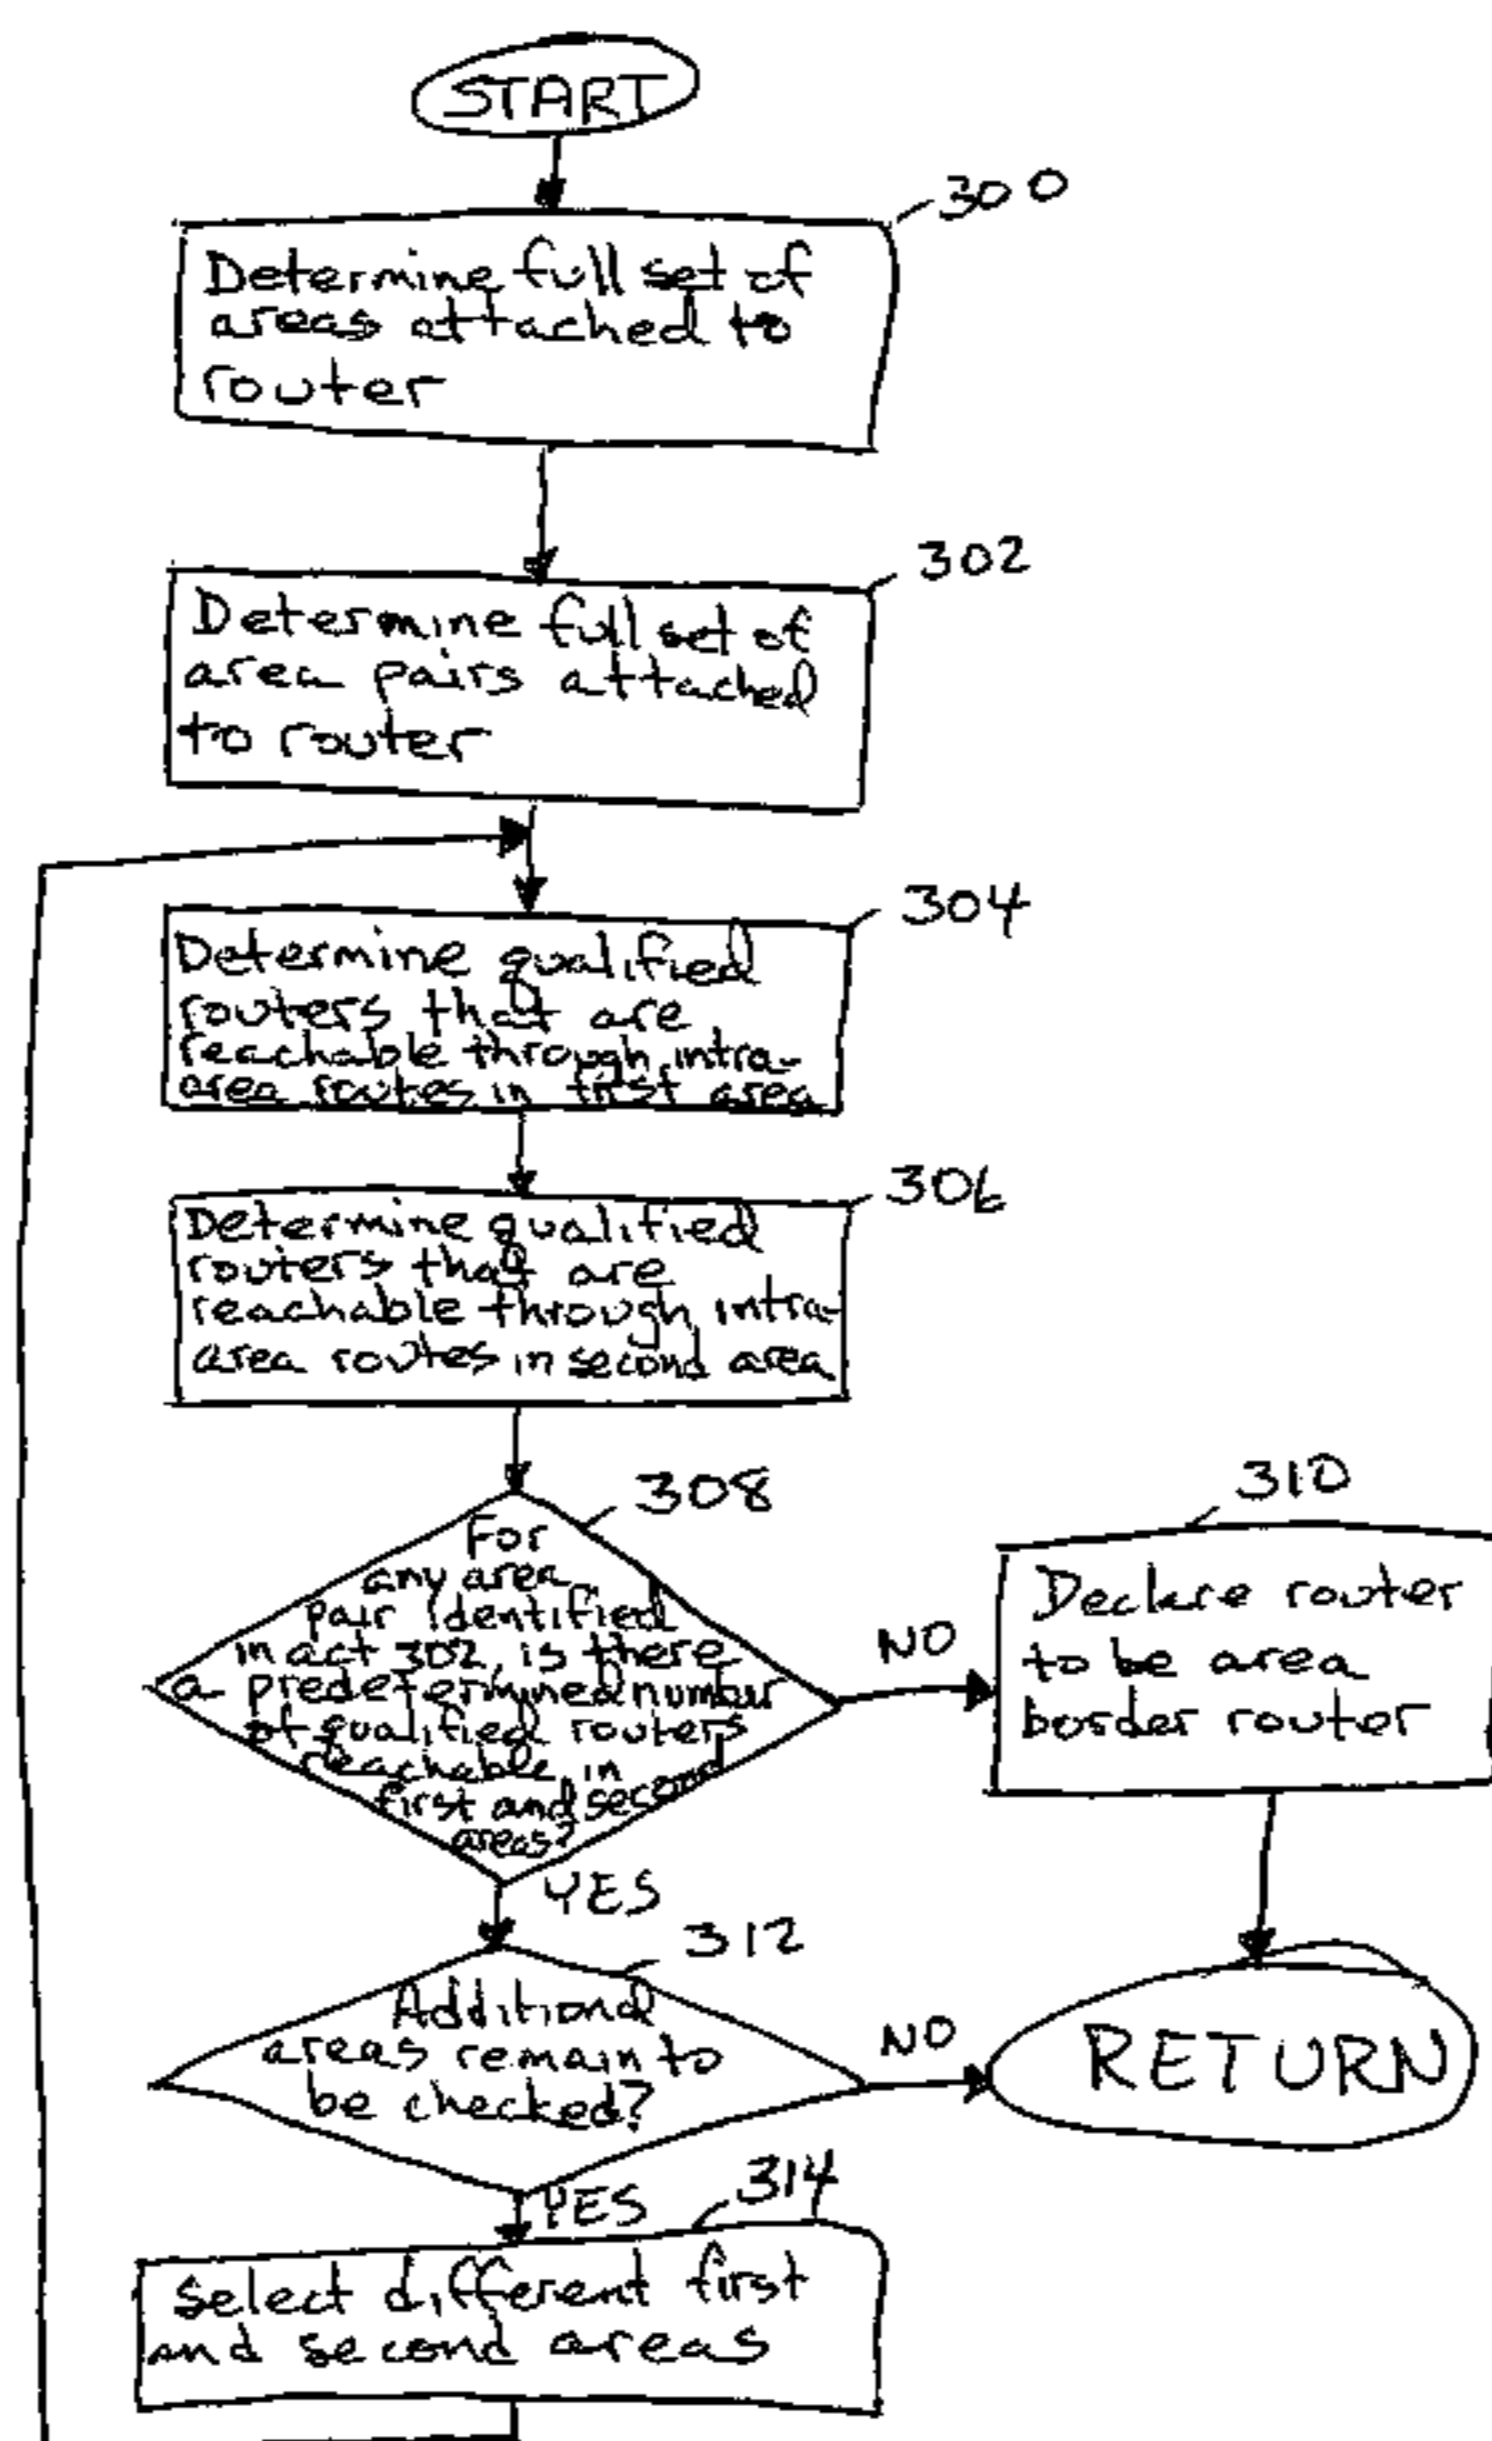 START
300
Determine full set of
areas attached to
router
302
Determine full set of
area pairs attached
to router
304
Determine qualified
routers that are
reachable through intra-
area routes in first area
306
Determine qualified
routers that are
reachable through intra-
area routes in second area
308
For
any area
pair identified
in act 302, is there
a predetermined number
of qualified routers
reachable in
first and second
areas?
NO
310
Declare router
to be area
border router
YES
312
Additional
areas remain to
be checked?
NO
RETURN
YES
314
Select different first
and second areas